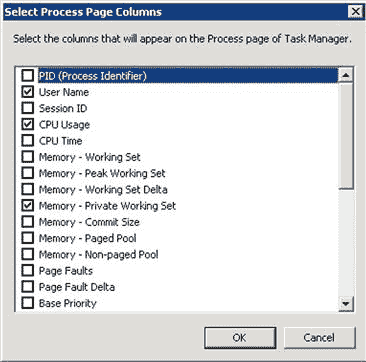 Select Process Page Columns
Select the columns that will appear on the Process page of Task Manager.
PID (Process Identifier)
User Name
Session ID
CPU Usage
CPU Time
Memory - Working Set
Memory - Peak Working Set
Memory - Working Set Delta
Memory - Private Working Set
Memory - Commit Size
Memory - Paged Pool
Memory - Non-paged Pool
Page Faults
Page Fault Delta
Base Priority
OK
Cancel